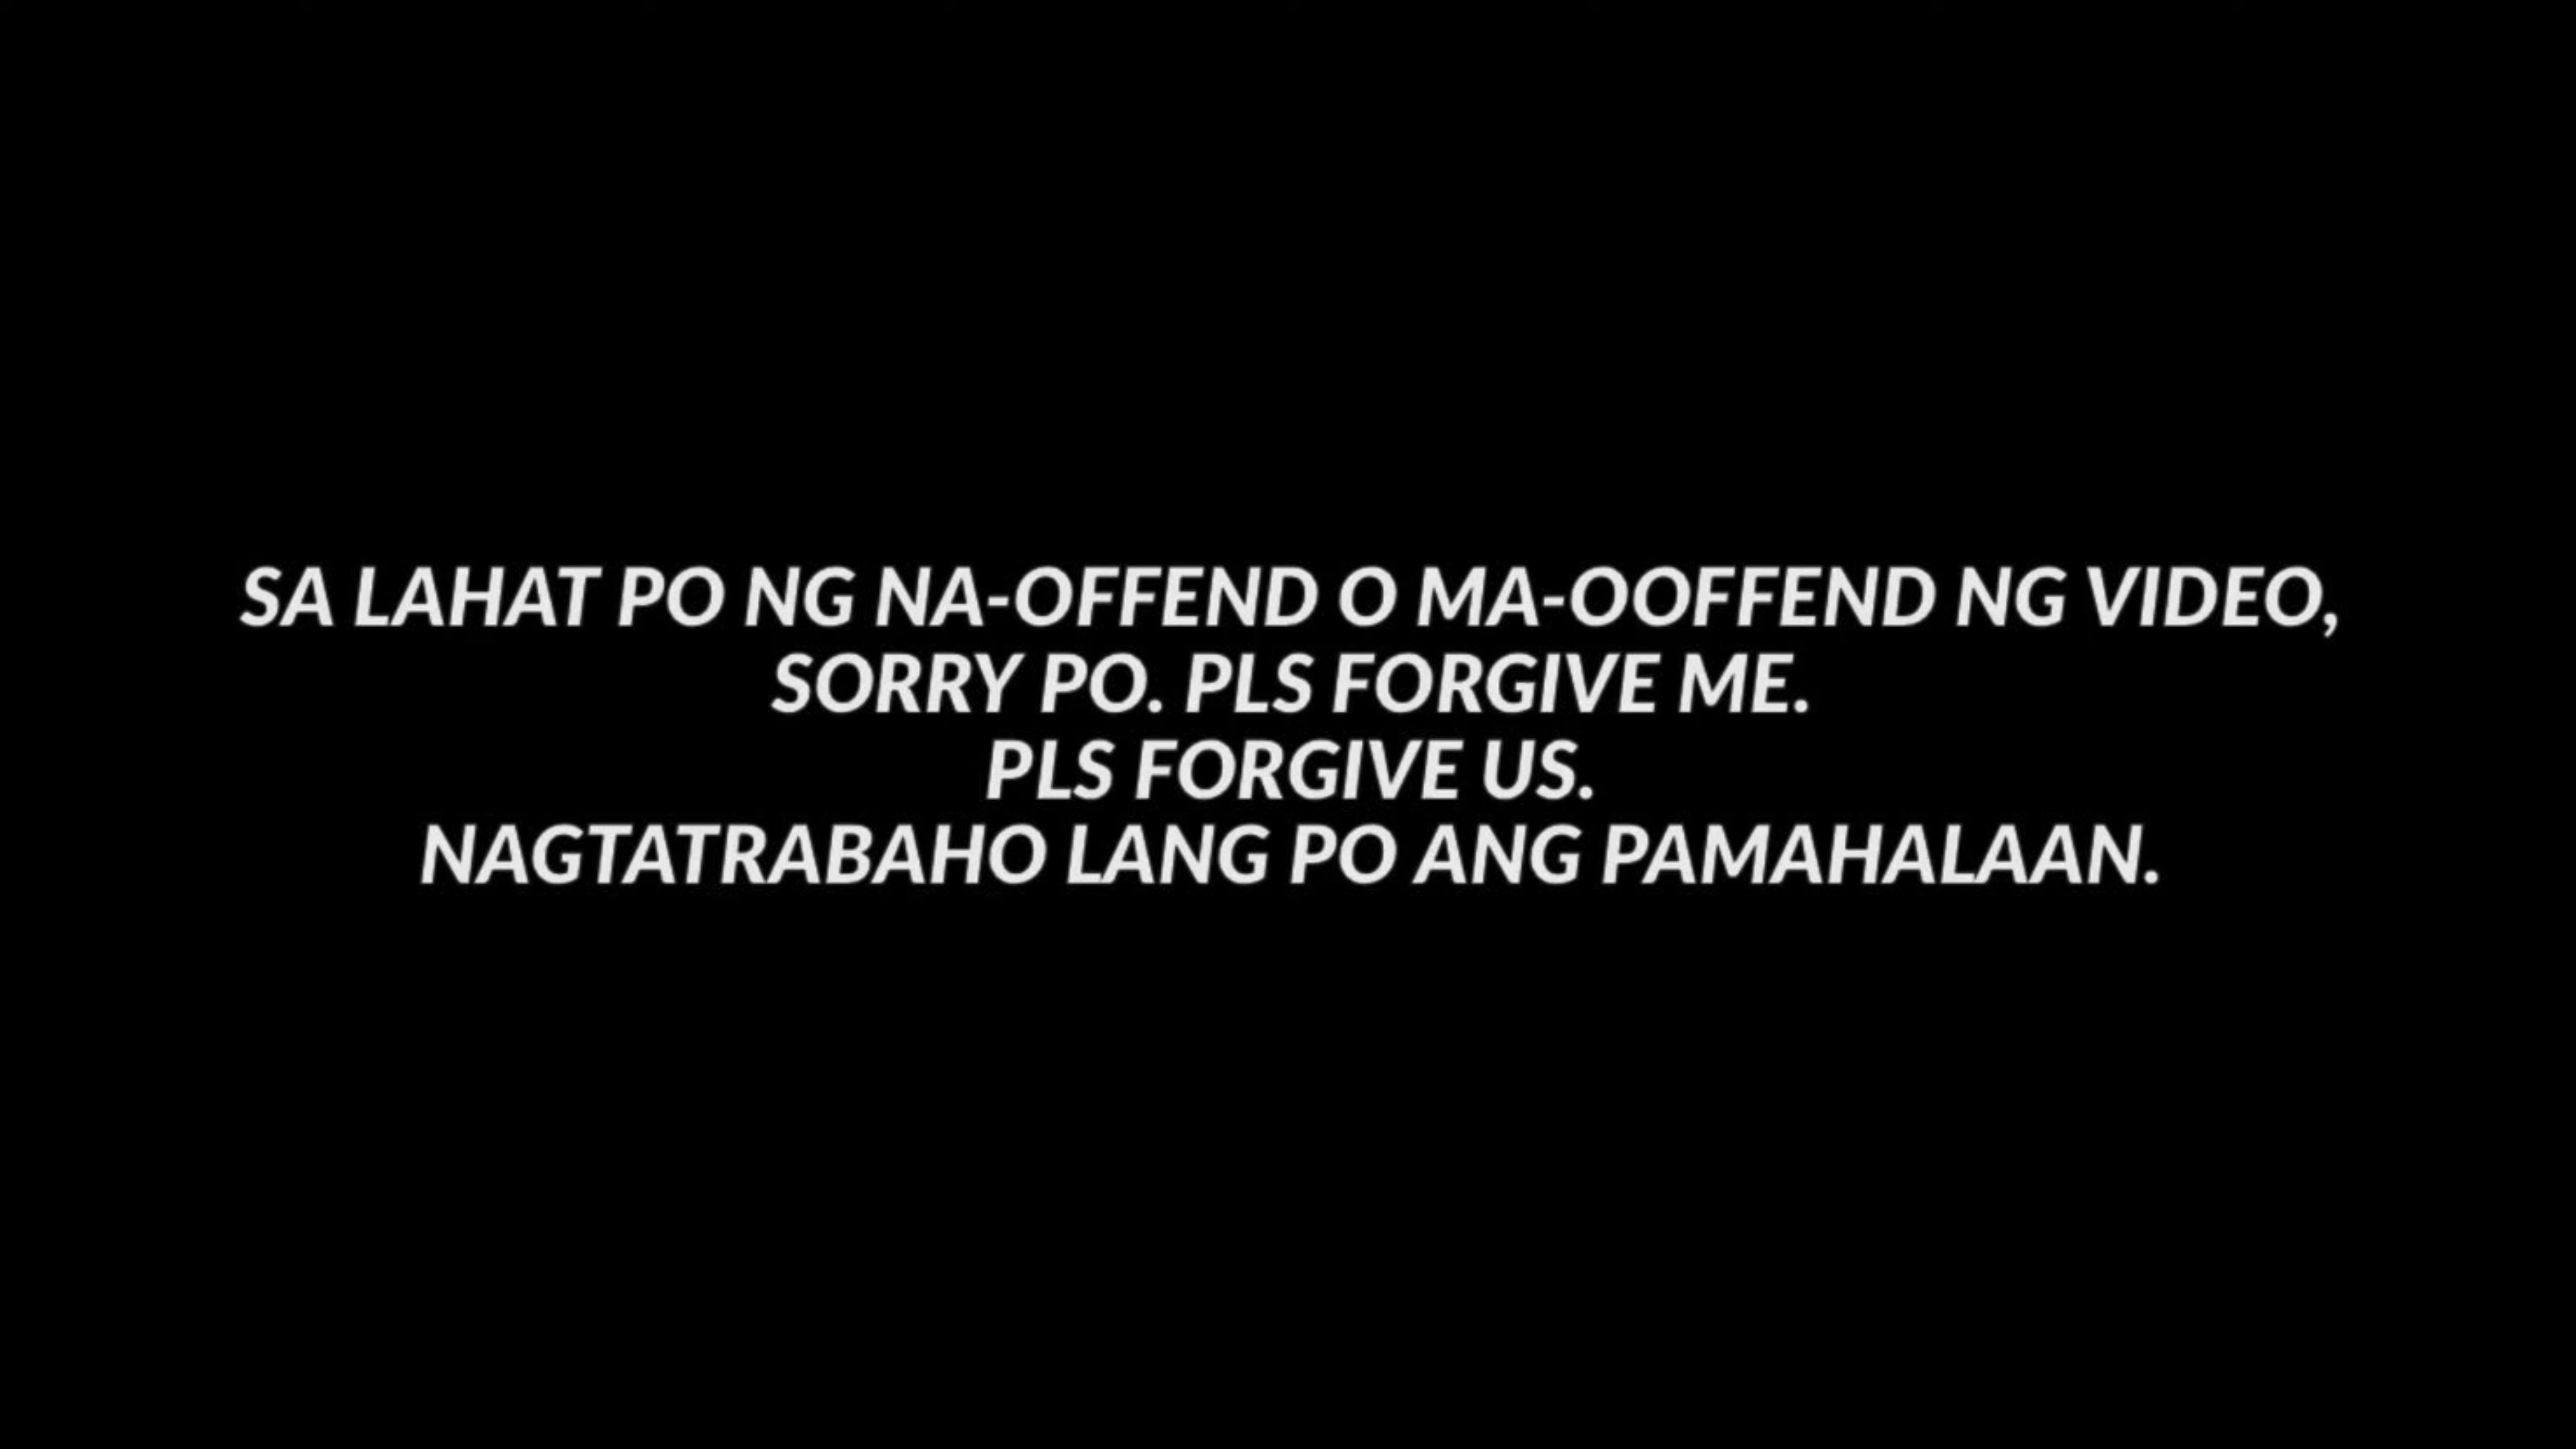 SA LAHAT PO NG NA-OFFEND O MA-OOFFEND NG VIDEO,
SORRY PO. PLS FORGIVE ME.
PLS FORGIVE US.
NAGTATRABAHO LANG PO ANG PAMAHALAAN.